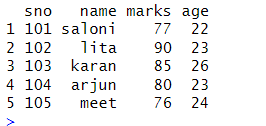 sno name marks age
1 101 saloni 77 22
2 102 lita 90 23
3 103 karan 85 26
4 104 arjun 80 23
5 105 meet 76 24
>